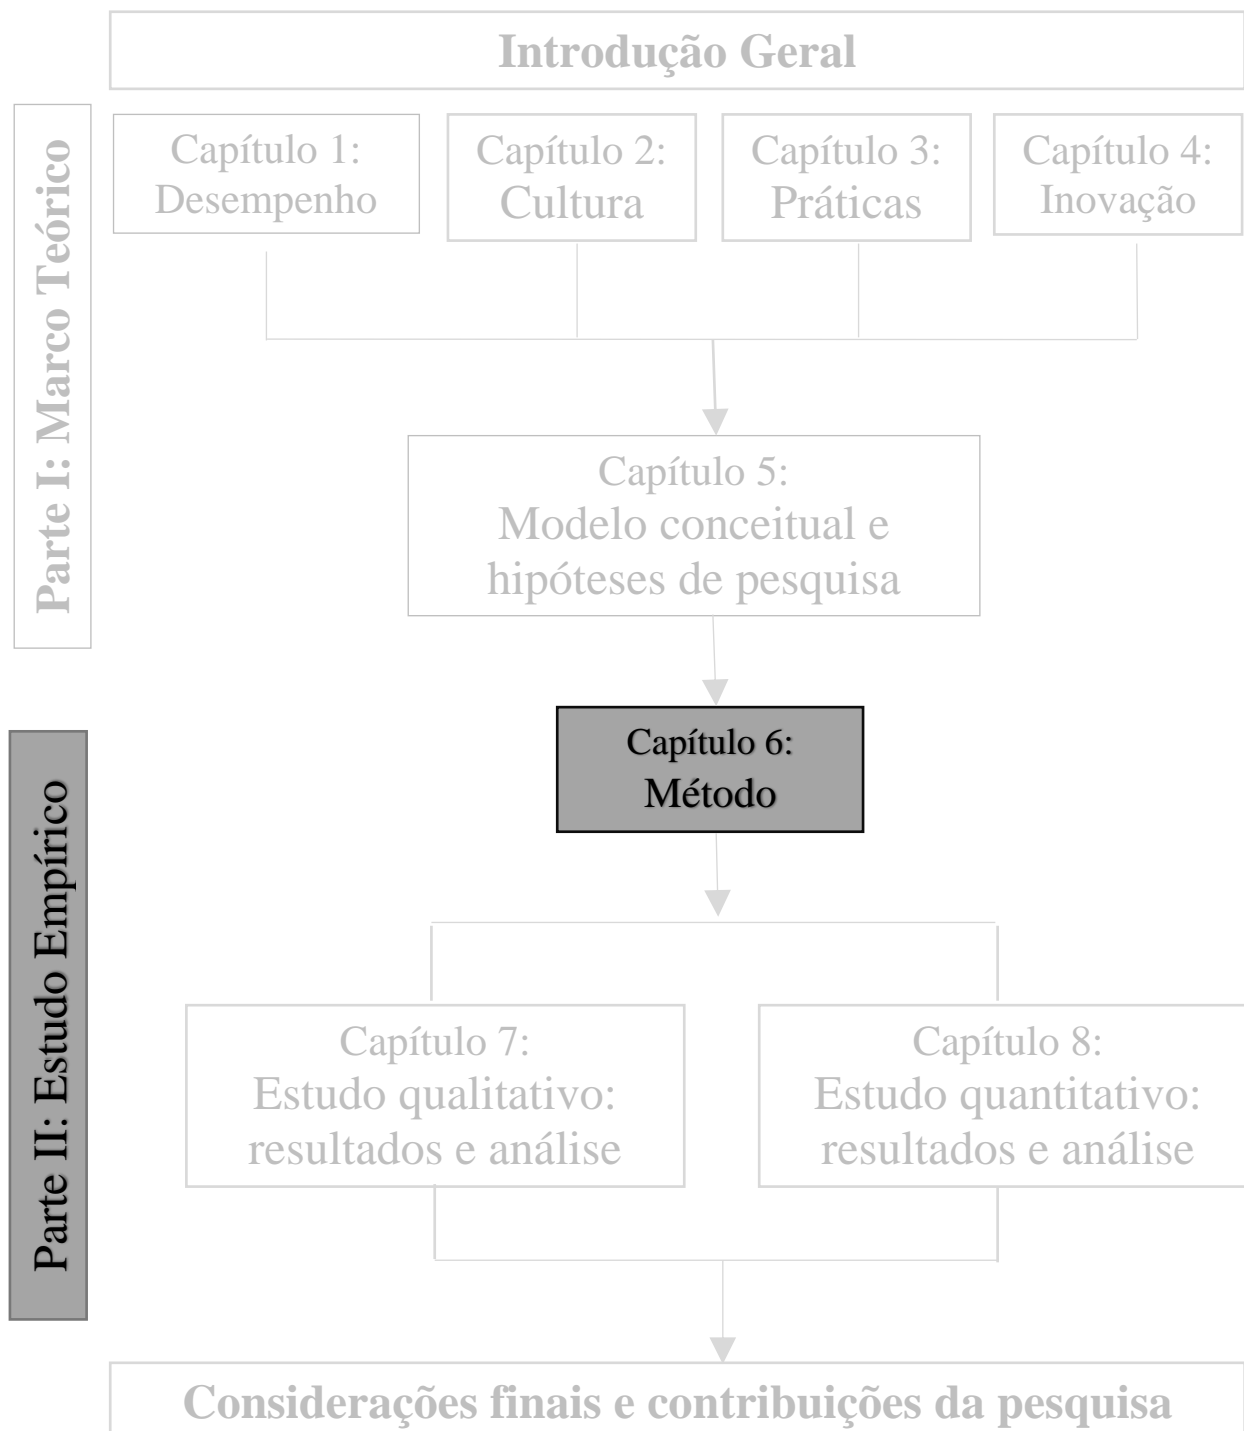 Introdução Geral
Parte I: Marco Teórico
Capítulo 1:
Desempenho
Capítulo 2:
Cultura
Capítulo 3:
Práticas
Capítulo 4:
Inovação
Capítulo 5:
Modelo conceitual e
hipóteses de pesquisa
Parte II: Estudo Empírico
Capítulo 6:
Método
Capítulo 7:
Estudo qualitativo:
resultados e análise
Capítulo 8:
Estudo quantitativo:
resultados e análise
Considerações finais e contribuições da pesquisa